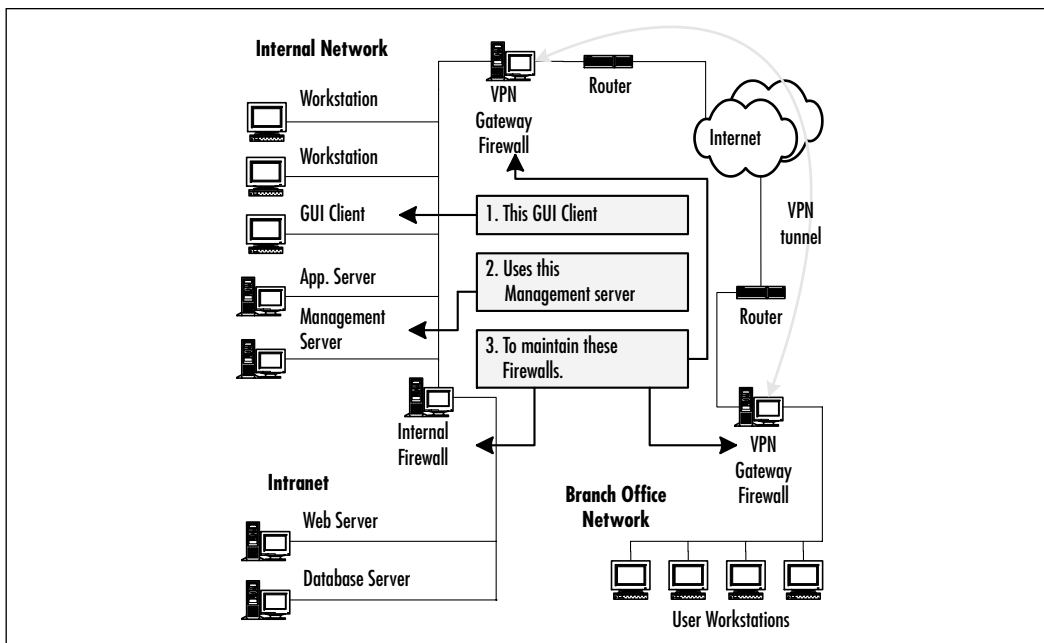 Internal Network
Workstation
Workstation
GUI Client
App. Server
Management
Server
VPN
Gateway
Firewall
Router
Internet
VPN
tunnel
1. This GUI Client
2. Uses this
Management server
3. To maintain these
Firewalls.
Router
Internal
Firewall
VPN
Gateway
Firewall
Intranet
Web Server
Database Server
Branch Office
Network
User Workstations